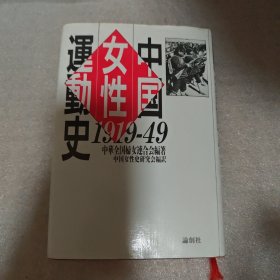 中国
女性
運動史
1919-49
中華全国婦女連合会編著
中国女性史研究会編訳
論創社